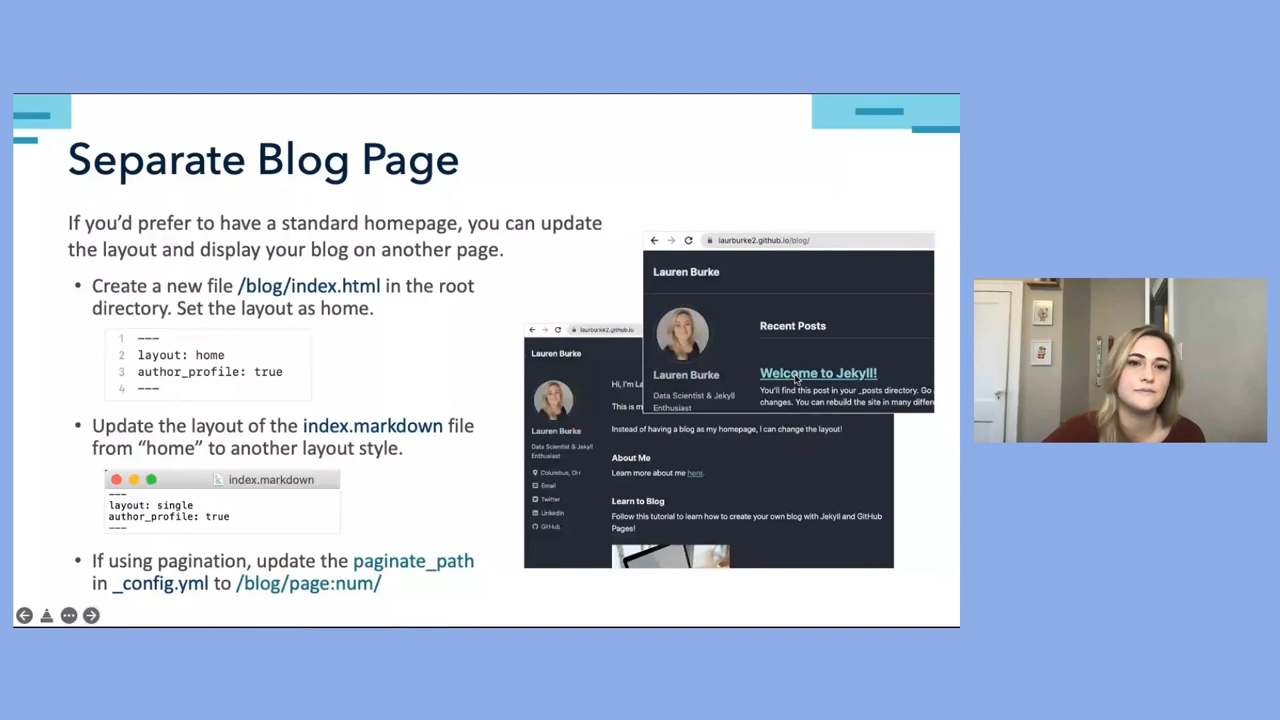 Separate Blog Page
If you’d prefer to have a standard homepage, you can update
the layout and display your blog on another page.
• Create a new file /blog/index.html in the root
directory. Set the layout as home.
1 ---
2 layout: home
3 author_profile: true
4 ---
• Update the layout of the index.markdown file
from “home” to another layout style.
index.markdown
---
layout: single
author_profile: true
---
• If using pagination, update the paginate_path
in _config.yml to /blog/page:num/
laurburke2.github.io/blog/
Lauren Burke
Recent Posts
Lauren Burke
Data Scientist & Jekyll
Enthusiast
Welcome to Jekyll!
You'll find this post in your _posts directory. Go
changes. You can rebuild the site in many differe
laurburke2.github.io
Lauren Burke
Lauren Burke
Data Scientist & Jekyll
Enthusiast
Columbus, OH
Email
Twitter
LinkedIn
GitHub
Hi, I'm La
This is m
Instead of having a blog as my homepage, I can change the layout!
About Me
Learn more about me here.
Learn to Blog
Follow this tutorial to learn how to create your own blog with Jekyll and GitHub
Pages!